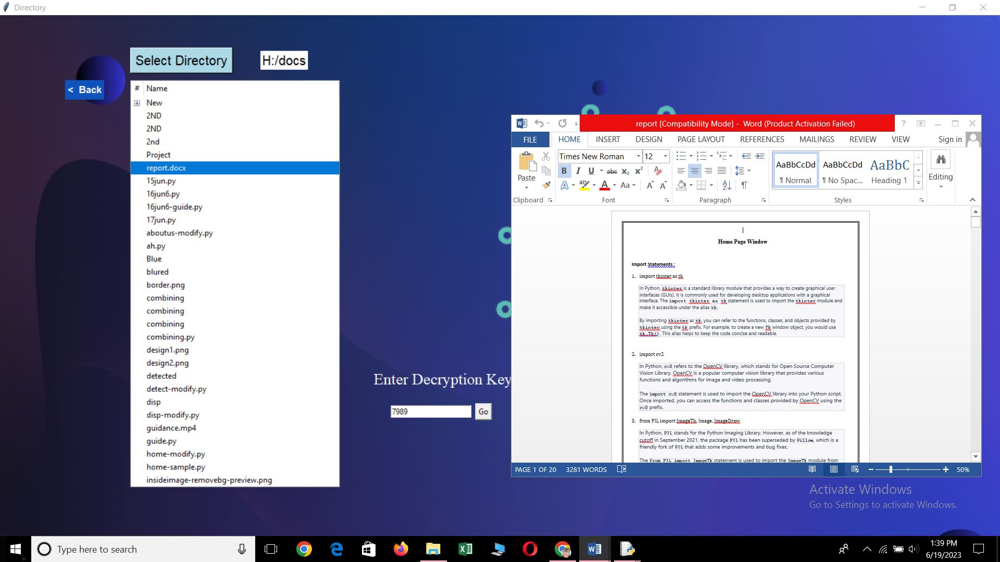 Directory
Select Directory
H:/docs
< Back
# Name
New
2ND
2ND
2nd
Project
report.docx
15jun.py
16jun6.py
16jun6-guide.py
17jun.py
aboutus-modify.py
ah.py
Blue
blured
border.png
combining
combining
combining
combining.py
design1.png
design2.png
detected
detect-modify.py
disp
disp-modify.py
guidance.mp4
guide.py
home-modify.py
home-sample.py
insideimage-removebg-preview.png
Enter Decryption Key
7989
Go
report [Compatibility Mode] - Word (Product Activation Failed)
?
FILE HOME INSERT DESIGN PAGE LAYOUT REFERENCES MAILINGS REVIEW VIEW Sign in
Times New Roman 12
Paste
B I U abc X₂ X²
A ab A Aa A A
AaBbCcDd AaBbCcDd AaBbC
¶ Normal ¶ No Spac... Heading 1
Editing
Clipboard Font Paragraph Styles
Home Page Window
Import Statements :
1. import tkinter as tk
In Python, tkinter is a standard library module that provides a way to create graphical user
interfaces (GUIs). It is commonly used for developing desktop applications with a graphical
interface. The import tkinter as tk statement is used to import the tkinter module and
make it accessible under the alias tk.
By importing tkinter as tk, you can refer to the functions, classes, and objects provided by
tkinter using the tk prefix. For example, to create a new Tk window object, you would use
tk.Tk(). This alias helps to keep the code concise and readable.
2. import cv2
In Python, cv2 refers to the OpenCV library, which stands for Open Source Computer
Vision Library. OpenCV is a popular computer vision library that provides various
functions and algorithms for image and video processing.
The import cv2 statement is used to import the OpenCV library into your Python script.
Once imported, you can access the functions and classes provided by OpenCV using the
cv2 prefix.
3. from PIL import ImageTk, Image, ImageDraw
In Python, PIL stands for the Python Imaging Library. However, as of the knowledge
cutoff in September 2021, the package PIL has been superseded by Pillow, which is a
friendly fork of PIL that adds some improvements and bug fixes.
The from PIL import ImageTk statement is used to import the ImageTk module from
PAGE 1 OF 20 3281 WORDS 50%
Activate Windows
Go to Settings to activate Windows.
Type here to search
1:39 PM
6/19/2023